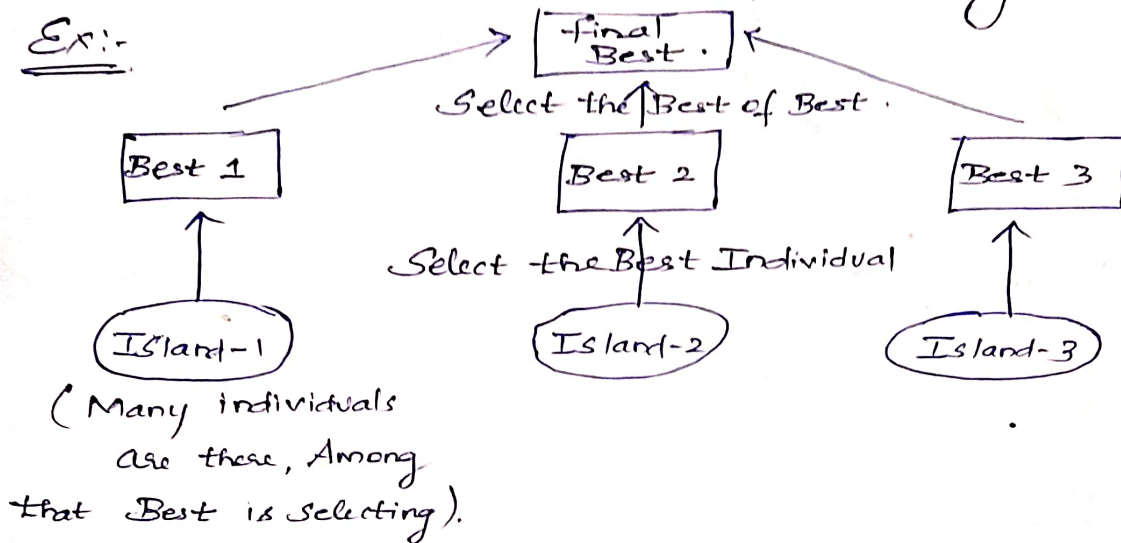 Ex:-
final
Best.
Select the Best of Best.
Best 1
Best 2
Best 3
Select the Best Individual
Island-1
Island-2
Island-3
(Many individuals
are there, Among
that Best is selecting).